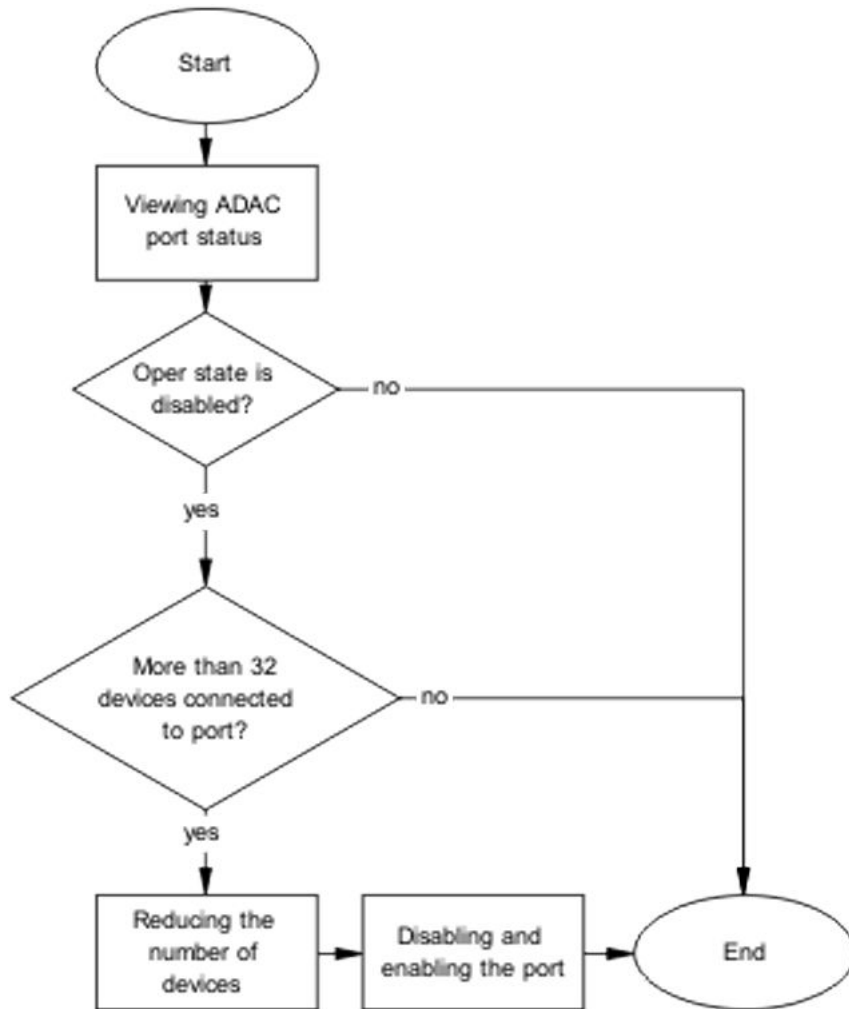 Start
Viewing ADAC
port status
Oper state is
disabled?
no
yes
More than 32
devices connected
to port?
no
yes
Reducing the
number of
devices
Disabling and
enabling the port
End